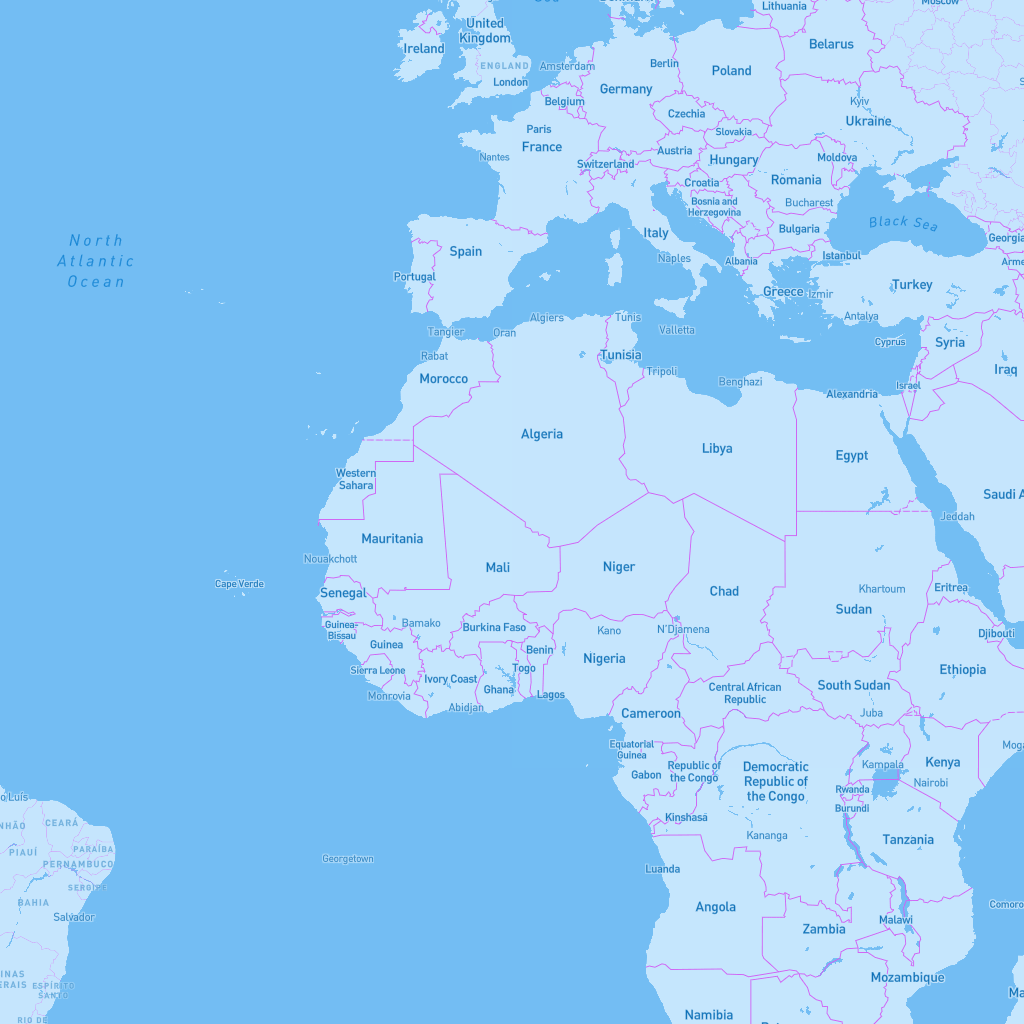 Lithuania
Moscow
United
Kingdom
Ireland
Belarus
ENGLAND
Amsterdam
Berlin
Poland
London
Germany
Belgium
Kyiv
Czechia
Ukraine
Paris
Slovakia
France
Nantes
Austria
Switzerland
Hungary
Moldova
Croatia
Romania
Bosnia and
Herzegovina
Bucharest
Black Sea
Italy
Bulgaria
Georgia
North
Atlantic
Ocean
Spain
Naples
Albania
Istanbul
Portugal
Greece
Izmir
Turkey
Antalya
Tangier
Oran
Algiers
Tunis
Valletta
Cyprus
Syria
Rabat
Tunisia
Tripoli
Iraq
Morocco
Benghazi
Israel
Alexandria
Algeria
Libya
Egypt
Western
Sahara
Saudi A
Jeddah
Mauritania
Nouakchott
Mali
Niger
Cape Verde
Senegal
Chad
Khartoum
Eritrea
Sudan
Guinea-
Bissau
Bamako
Burkina Faso
Kano
N'Djamena
Djibouti
Guinea
Benin
Nigeria
Sierra Leone
Ivory Coast
Togo
Ghana
Ethiopia
Central African
Republic
South Sudan
Monrovia
Abidjan
Lagos
Cameroon
Juba
Equatorial
Guinea
Moga
Gabon
Republic of
the Congo
Democratic
Republic of
the Congo
Kampala
Kenya
Nairobi
Rwanda
Burundi
o Luís
Kinshasa
NHÃO
CEARÁ
Kananga
Tanzania
PIAUÍ
PARAÍBA
PERNAMBUCO
Georgetown
Luanda
SERGIPE
BAHIA
Salvador
Angola
Comoro
Malawi
Zambia
INAS
ERAIS
ESPÍRITO
SANTO
Mozambique
Ma
RIO DE
Namibia